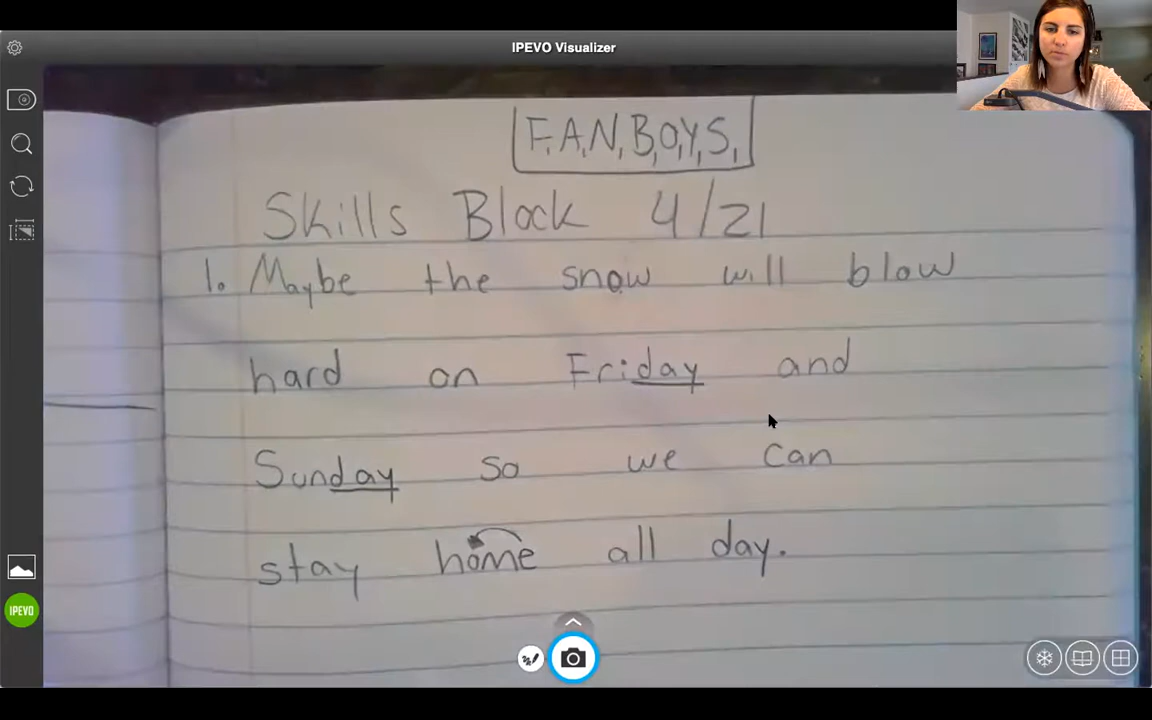 IPEVO Visualizer
F,A,N,B,O,Y,S,
Skills Block 4/21
1. Maybe the snow will blow
hard on Friday and
Sunday so we can
stay home all day.
IPEVO